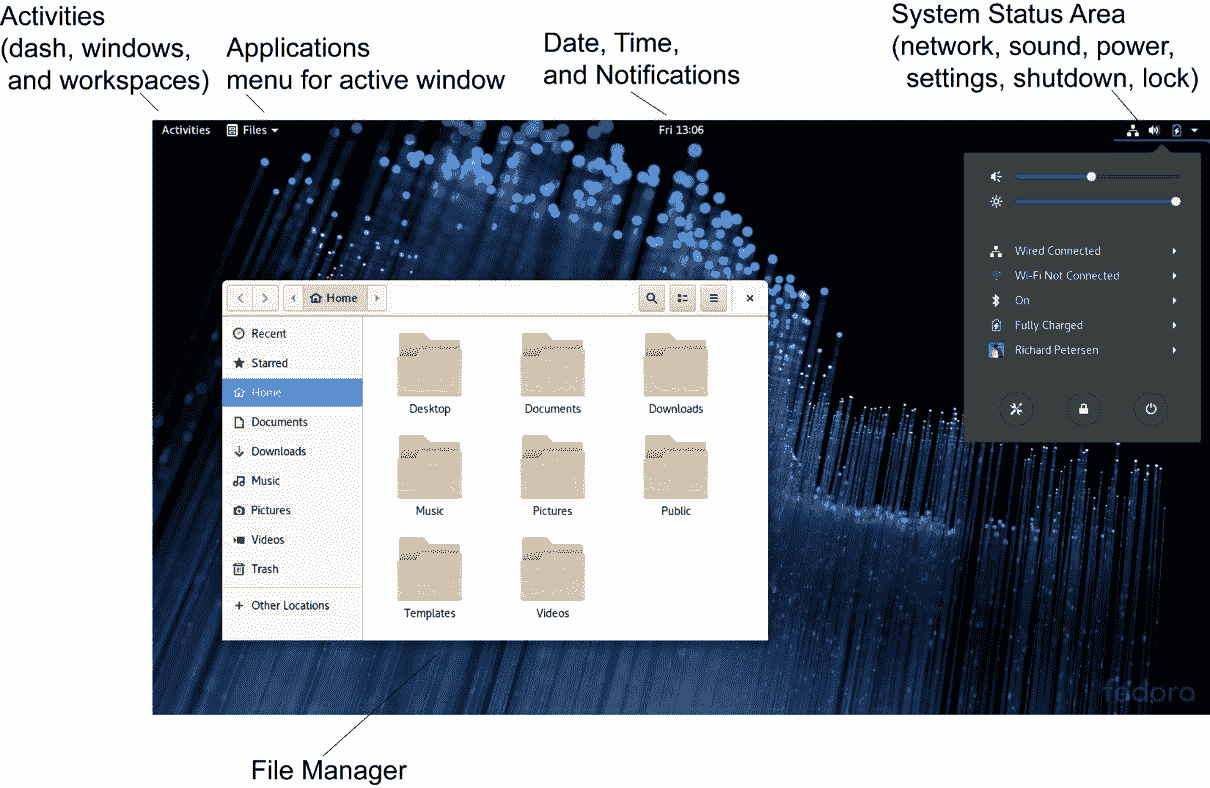 Activities
(dash, windows,
and workspaces)
Applications
menu for active window
Date, Time,
and Notifications
System Status Area
(network, sound, power,
settings, shutdown, lock)
Activities
Files
Fri 13:06
Wired Connected
Wi-Fi Not Connected
On
Fully Charged
Richard Petersen
Home
Recent
Starred
Home
Documents
Downloads
Music
Pictures
Videos
Trash
+ Other Locations
Desktop
Documents
Downloads
Music
Pictures
Public
Templates
Videos
fedora
File Manager